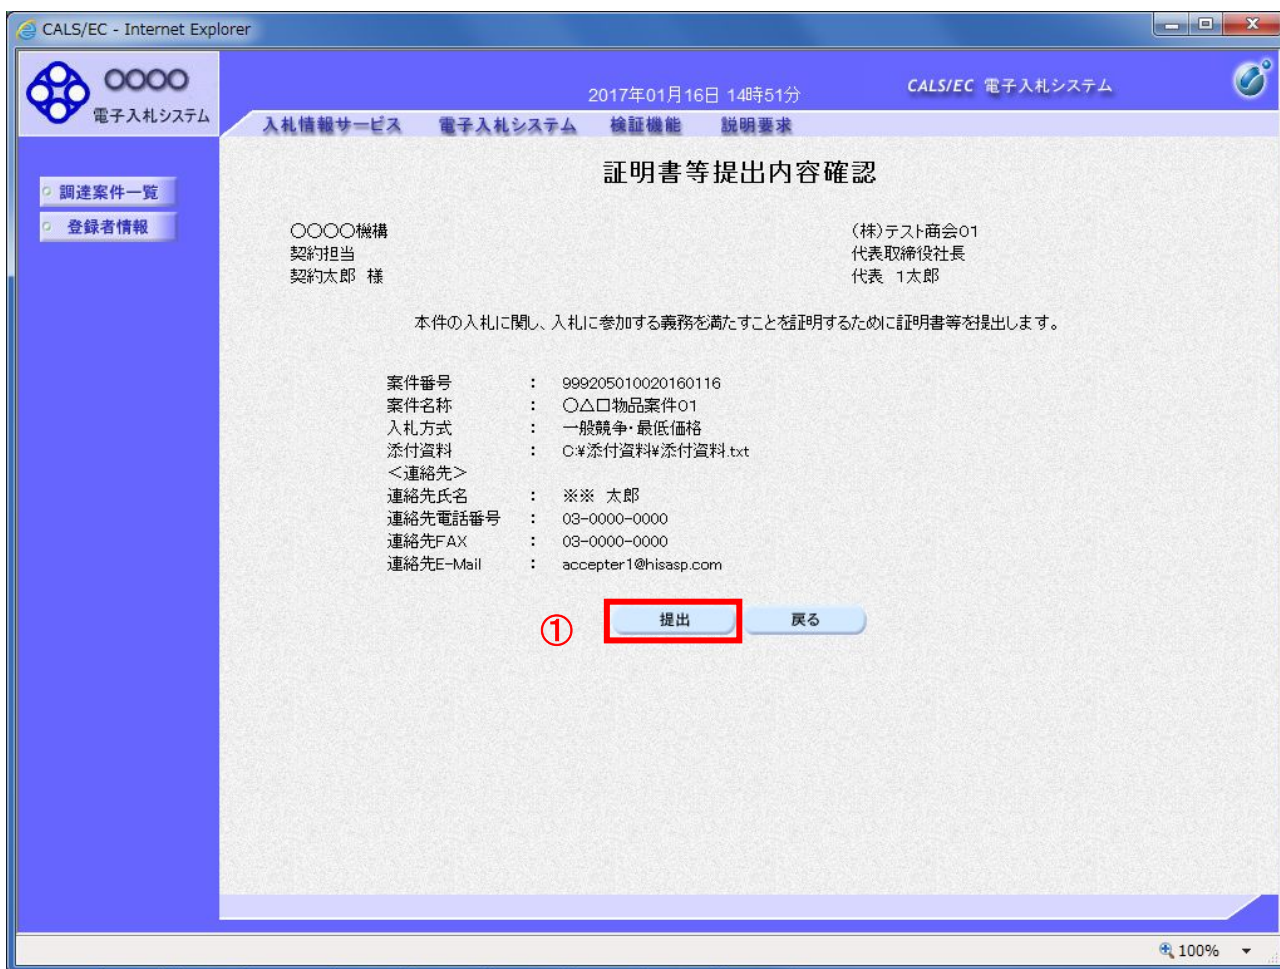 CALS/EC - Internet Explorer
〇〇〇〇
電子入札システム
2017年01月16日 14時51分
CALS/EC 電子入札システム
入札情報サービス 電子入札システム 検証機能 説明要求
調達案件一覧
登録者情報
証明書等提出内容確認
〇〇〇〇機構
契約担当
契約太郎 様
(株)テスト商会01
代表取締役社長
代表 1太郎
本件の入札に関し、入札に参加する義務を満たすことを証明するために証明書等を提出します。
案件番号 : 999205010020160116
案件名称 : 〇△口物品案件01
入札方式 : 一般競争・最低価格
添付資料 : C:¥添付資料¥添付資料.txt
<連絡先>
連絡先氏名 : ※※ 太郎
連絡先電話番号 : 03-0000-0000
連絡先FAX : 03-0000-0000
連絡先E-Mail : accepter1@hisasp.com
① 提出 戻る
100%